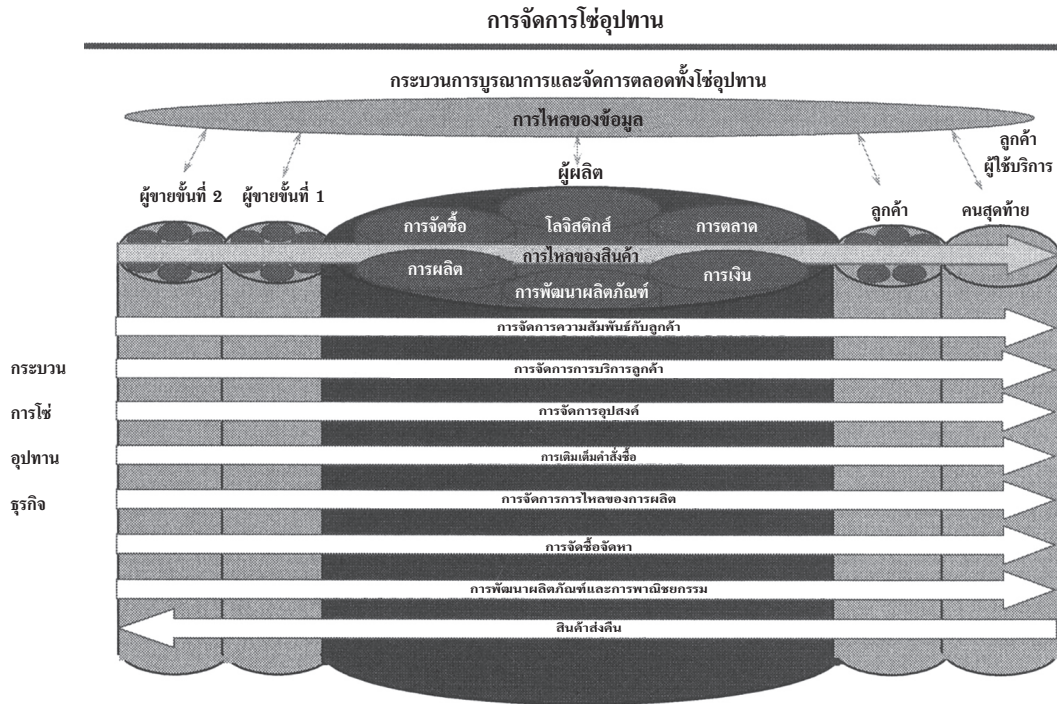 การจัดการโซ่อุปทาน
กระบวนการบูรณาการและจัดการตลอดทั้งโซ่อุปทาน
การไหลของข้อมูล
ลูกค้า
ผู้ใช้บริการ
ผู้ขายขั้นที่ 2
ผู้ขายขั้นที่ 1
ผู้ผลิต
ลูกค้า
คนสุดท้าย
การจัดซื้อ
โลจิสติกส์
การตลาด
การไหลของสินค้า
การผลิต
การเงิน
การพัฒนาผลิตภัณฑ์
การจัดการความสัมพันธ์กับลูกค้า
กระบวน
การจัดการการบริการลูกค้า
การโซ่
การจัดการอุปสงค์
อุปทาน
การเติมเต็มคำสั่งซื้อ
ธุรกิจ
การจัดการการไหลของการผลิต
การจัดซื้อจัดหา
การพัฒนาผลิตภัณฑ์และการพาณิชยกรรม
สินค้าส่งคืน